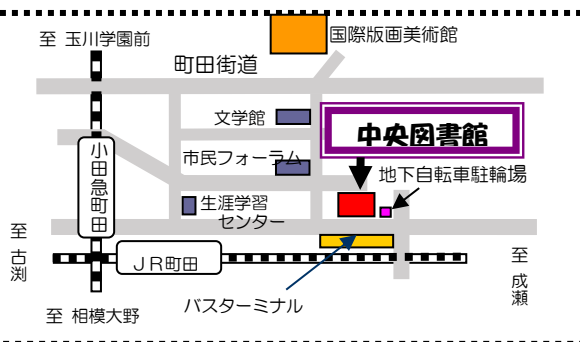 至 玉川学園前
国際版画美術館
町田街道
文学館
中央図書館
市民フォーラム
地下自転車駐輪場
小田急町田
生涯学習
センター
至 古渕
JR町田
至 成瀬
バスターミナル
至 相模大野